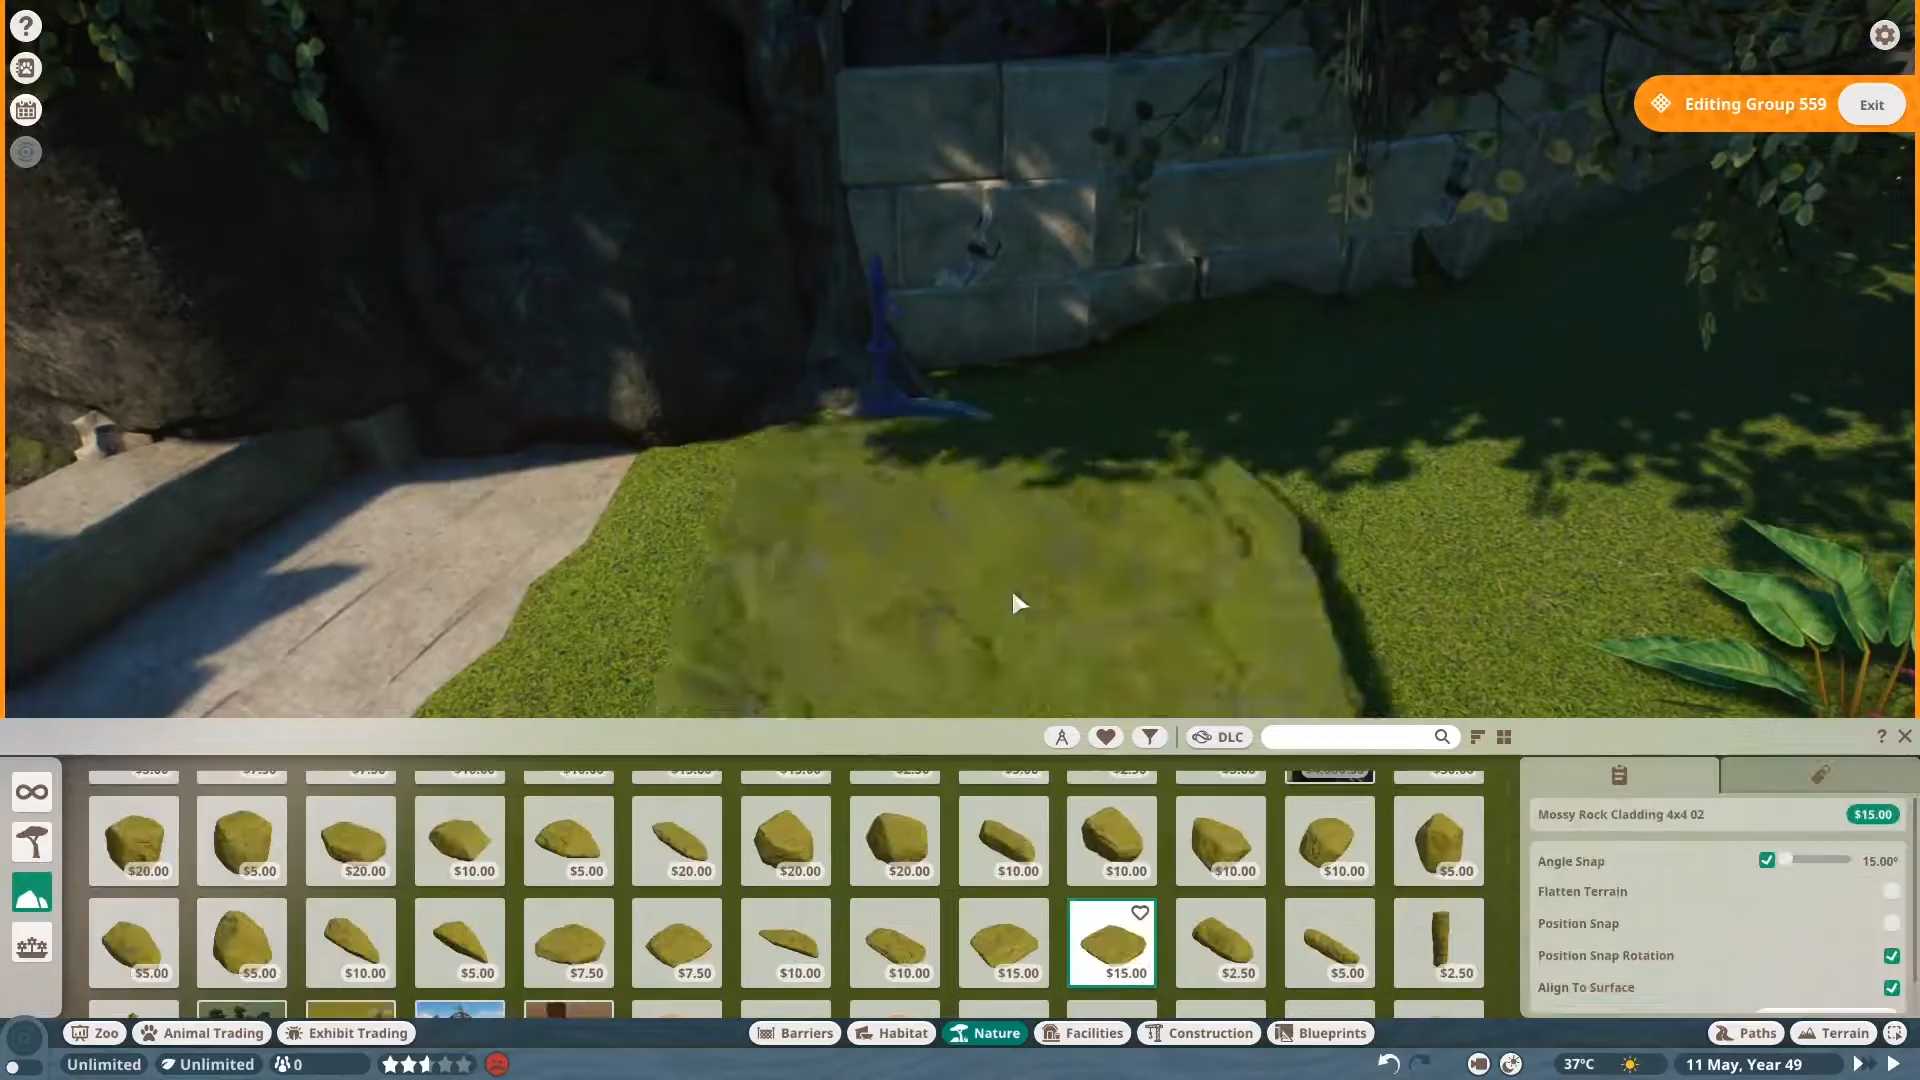 ?
Editing Group 559 Exit
DLC
? ×
Mossy Rock Cladding 4x4 02 $15.00
$20.00 $5.00 $20.00 $10.00 $5.00 $20.00 $20.00 $20.00 $10.00 $10.00 $10.00 $10.00 $5.00
Angle Snap 15.00°
Flatten Terrain
Position Snap
Position Snap Rotation
Align To Surface
$5.00 $5.00 $10.00 $5.00 $7.50 $7.50 $10.00 $10.00 $15.00 $15.00 $2.50 $5.00 $2.50
Zoo Animal Trading Exhibit Trading Barriers Habitat Nature Facilities Construction Blueprints Paths Terrain
Unlimited Unlimited 0 37°C 11 May, Year 49